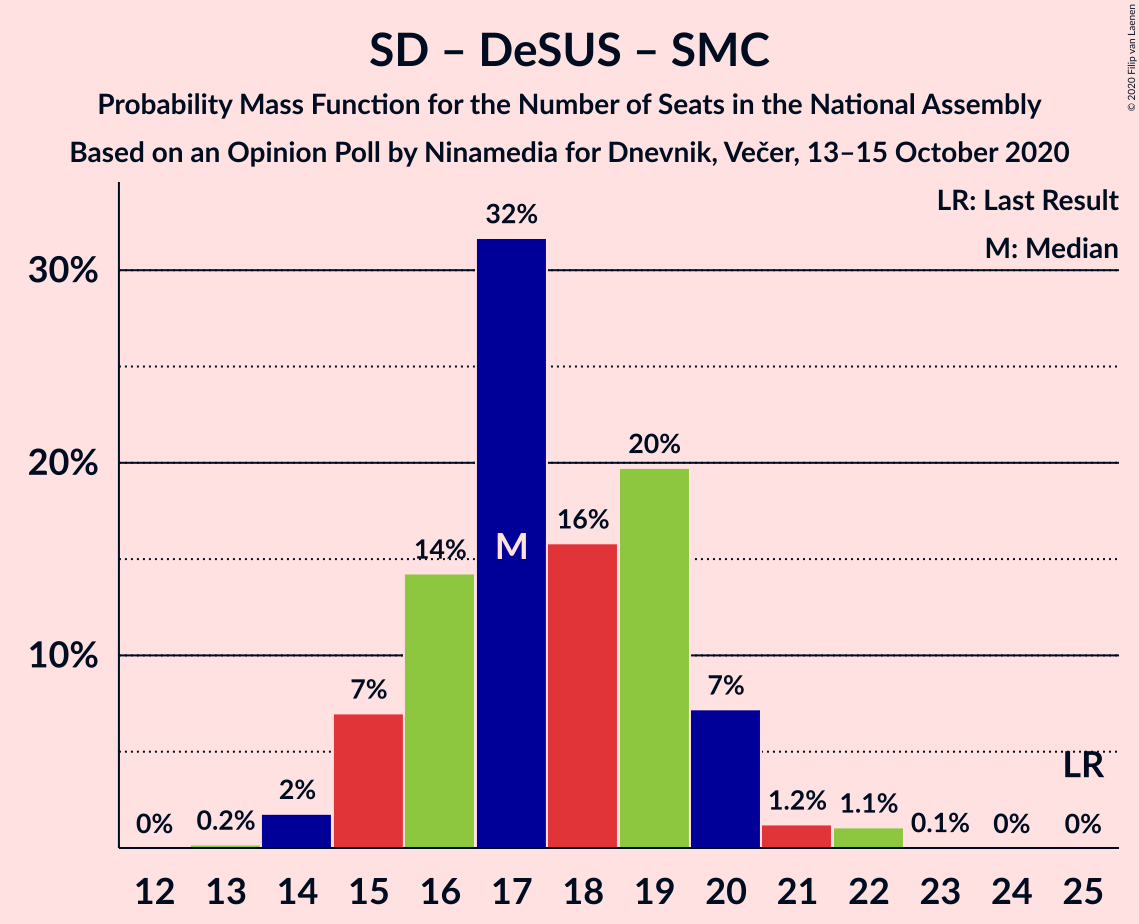 SD – DeSUS – SMC
Probability Mass Function for the Number of Seats in the National Assembly
Based on an Opinion Poll by Ninamedia for Dnevnik, Večer, 13–15 October 2020
© 2020 Filip van Laenen
LR: Last Result
M: Median
32%
30%
20%
20%
16%
14%
M
10%
7%
7%
LR
2%
1.2%
1.1%
0%
0.2%
0.1%
0%
0%
12 13 14 15 16 17 18 19 20 21 22 23 24 25